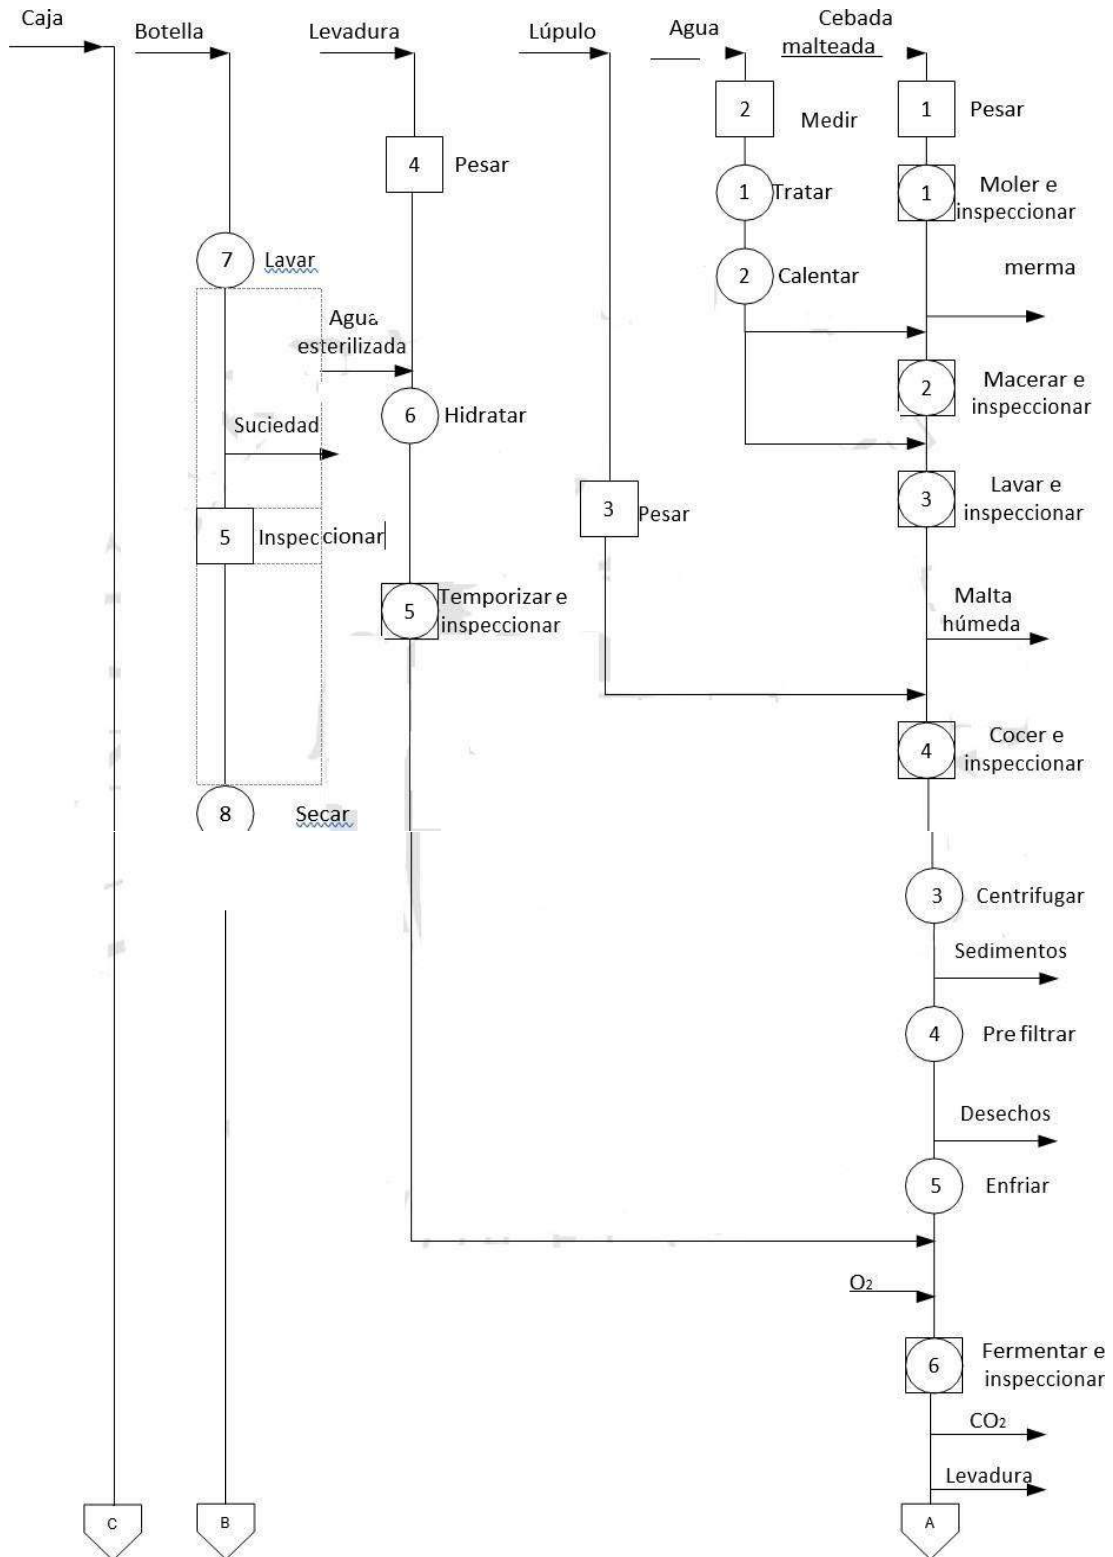 Caja
Botella
Levadura
Lúpulo
Agua
Cebada
malteada
2
Medir
1
Pesar
4
Pesar
1
Tratar
1
Moler e
inspeccionar
7
Lavar
2
Calentar
merma
Agua
esterilizada
2
Macerar e
inspeccionar
6
Hidratar
Suciedad
3
Lavar e
inspeccionar
3
Pesar
5
Inspeccionar
5
Temporizar e
inspeccionar
Malta
húmeda
4
Cocer e
inspeccionar
8
Secar
3
Centrifugar
Sedimentos
4
Pre filtrar
Desechos
5
Enfriar
O2
6
Fermentar e
inspeccionar
CO2
Levadura
C
B
A